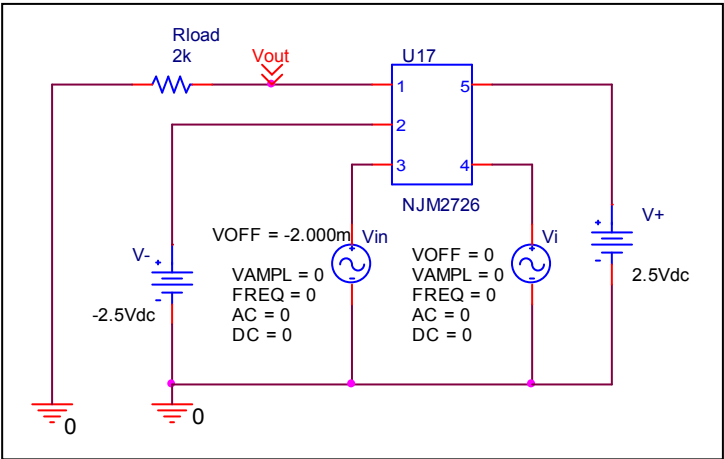 Rload
2k
Vout
U17
1
5
2
3
4
NJM2726
V+
VOFF = -2.000m
Vin
Vi
V-
VOFF = 0
VAMPL = 0
VAMPL = 0
FREQ = 0
FREQ = 0
AC = 0
AC = 0
DC = 0
DC = 0
2.5Vdc
-2.5Vdc
0
0